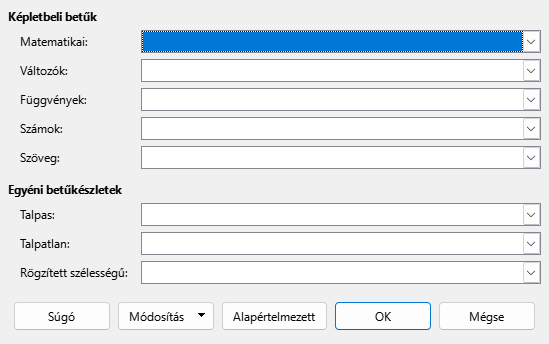 Képletbeli betűk
Matematikai:
Változók:
Függvények:
Számok:
Szöveg:
Egyéni betűkészletek
Talpas:
Talpatlan:
Rögzített szélességű:
Súgó Módosítás Alapértelmezett OK Mégse